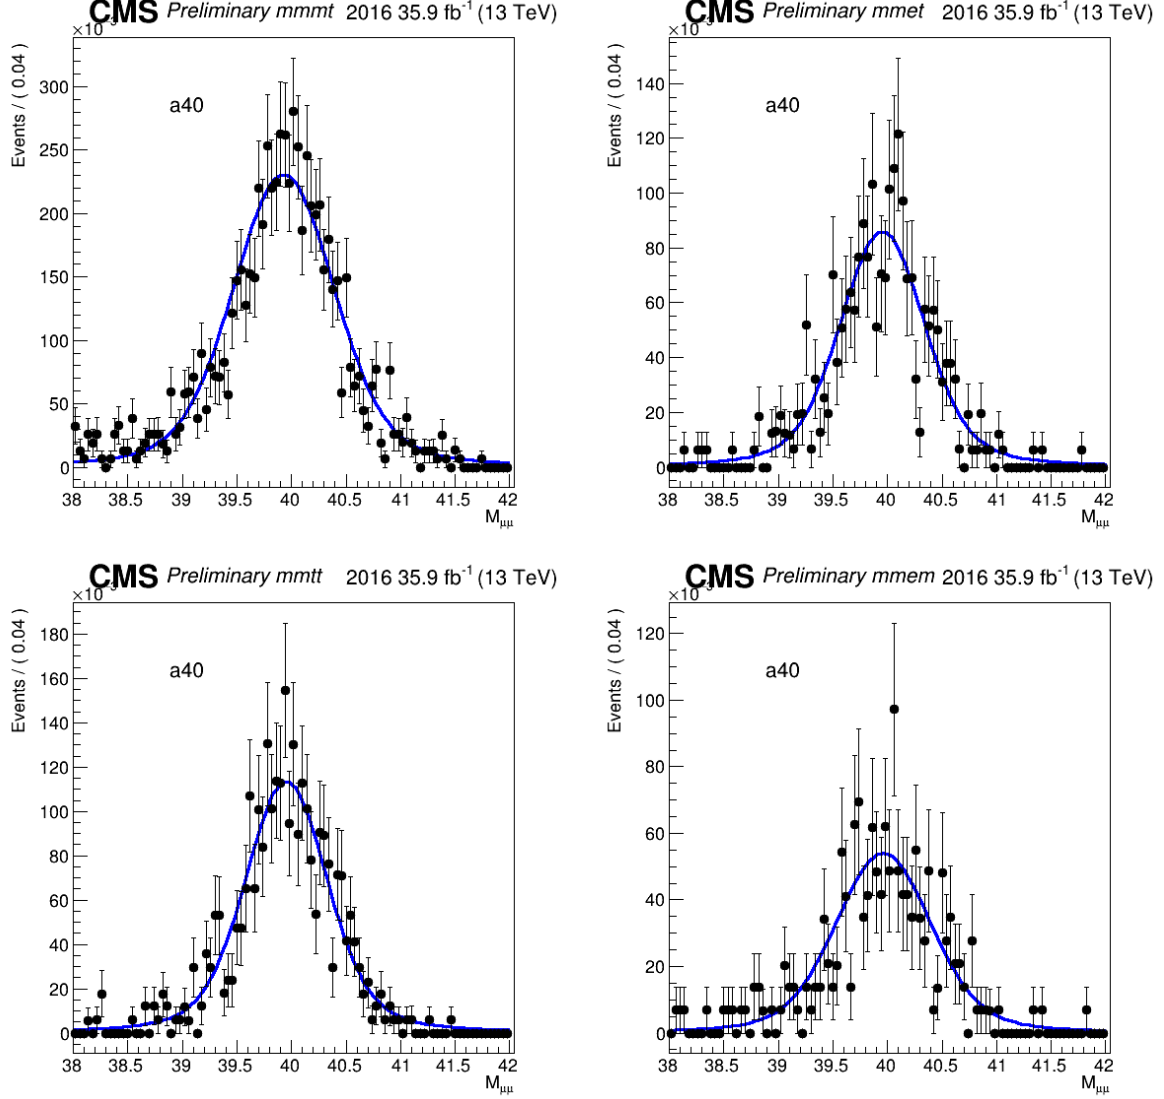 CMS Preliminary mmmt 2016 35.9 fb-1 (13 TeV)
×10-3
Events / ( 0.04 )
a40
300
250
200
150
100
50
0
38 38.5 39 39.5 40 40.5 41 41.5 42
Mμμ
CMS Preliminary mmet 2016 35.9 fb-1 (13 TeV)
×10-3
Events / ( 0.04 )
a40
140
120
100
80
60
40
20
0
38 38.5 39 39.5 40 40.5 41 41.5 42
Mμμ
CMS Preliminary mmtt 2016 35.9 fb-1 (13 TeV)
×10-3
Events / ( 0.04 )
a40
180
160
140
120
100
80
60
40
20
0
38 38.5 39 39.5 40 40.5 41 41.5 42
Mμμ
CMS Preliminary mmem 2016 35.9 fb-1 (13 TeV)
×10-3
Events / ( 0.04 )
a40
120
100
80
60
40
20
0
38 38.5 39 39.5 40 40.5 41 41.5 42
Mμμ